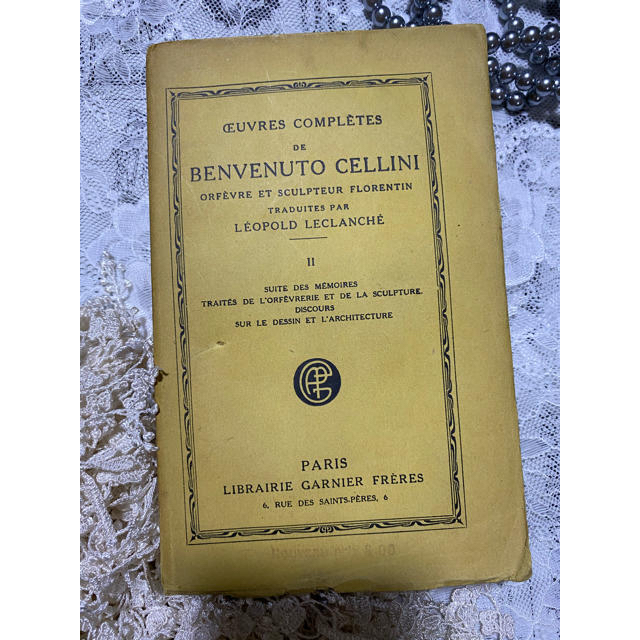 ŒUVRES COMPLÈTES
DE
BENVENUTO CELLINI
ORFÈVRE ET SCULPTEUR FLORENTIN
TRADUITES PAR
LÉOPOLD LECLANCHÉ
II
SUITE DES MÉMOIRES
TRAITÉS DE L'ORFÈVRERIE ET DE LA SCULPTURE.
DISCOURS
SUR LE DESSIN ET L'ARCHITECTURE
PARIS
LIBRAIRIE GARNIER FRÈRES
6, RUE DES SAINTS-PÈRES, 6